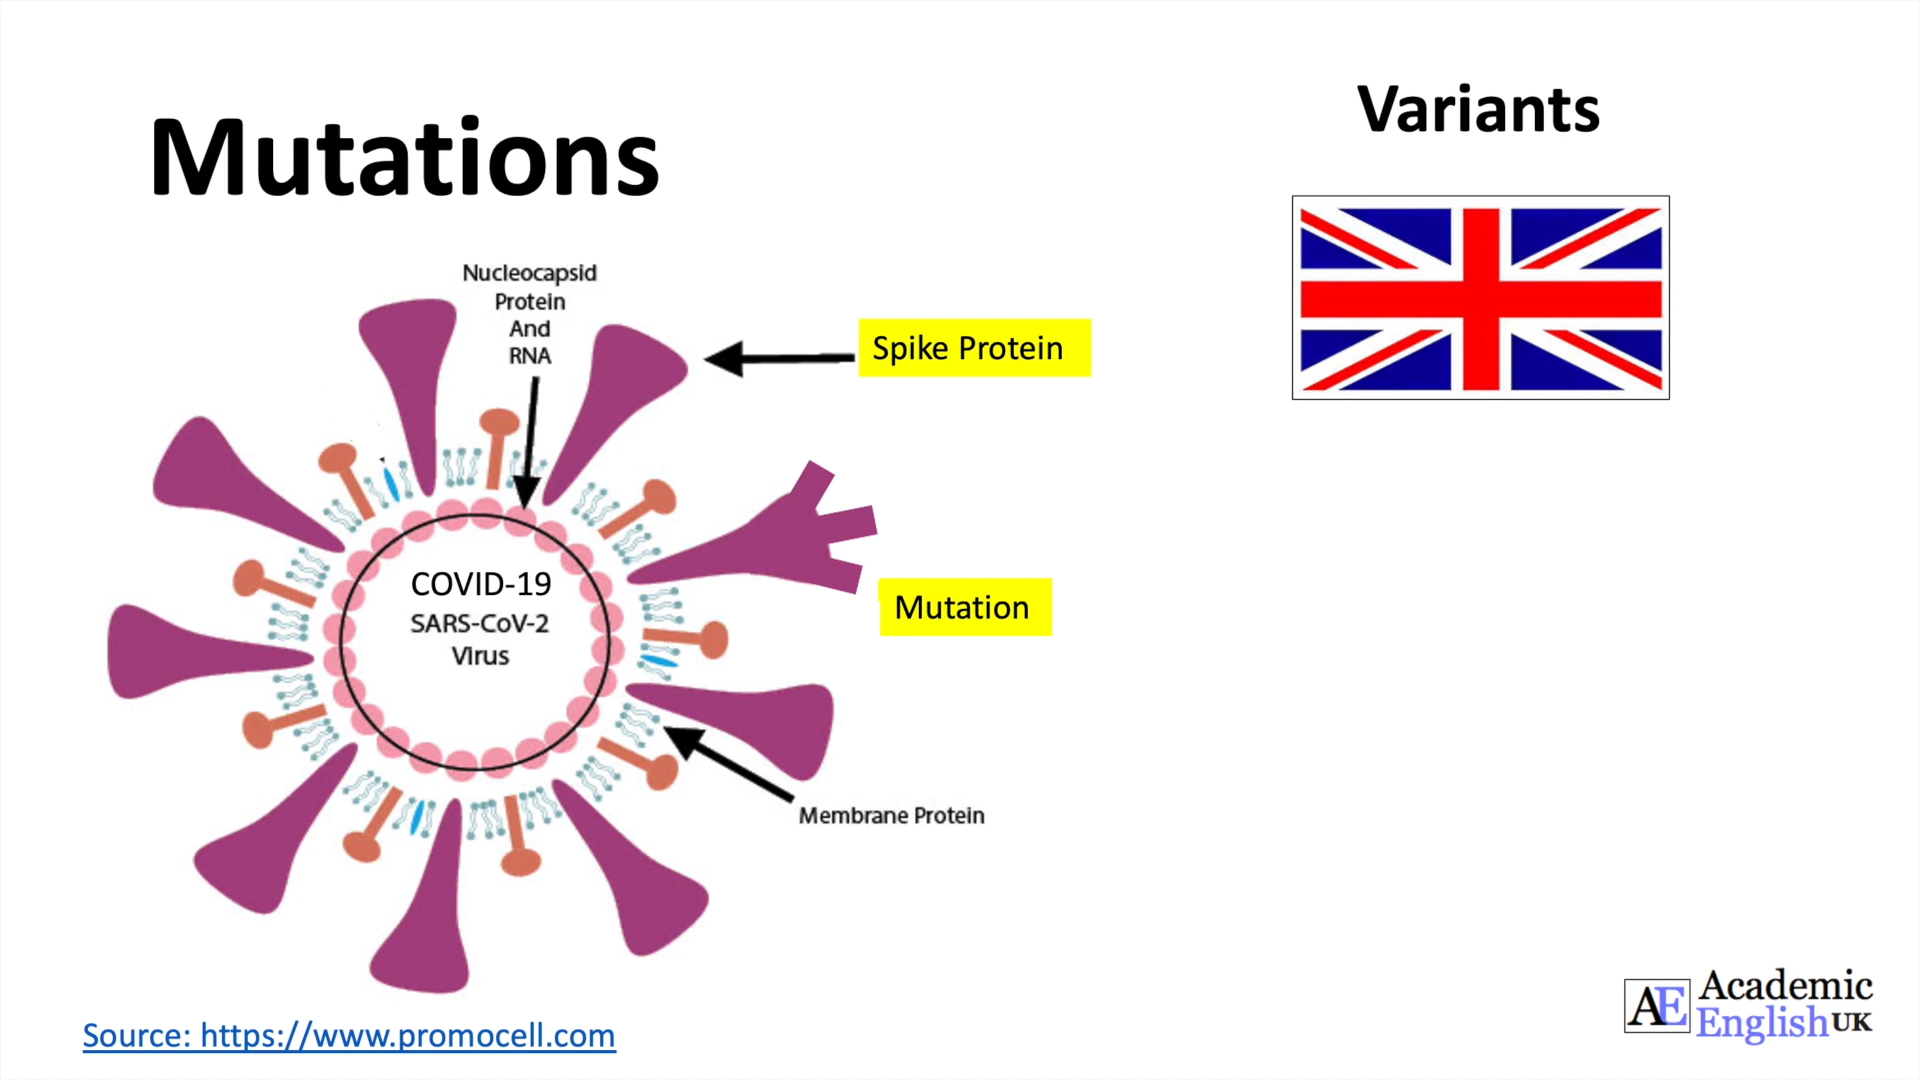 Mutations
Variants
Nucleocapsid
Protein
And
RNA
Spike Protein
Mutation
COVID-19
SARS-CoV-2
Virus
Membrane Protein
Source: https://www.promocell.com
AE Academic
English UK